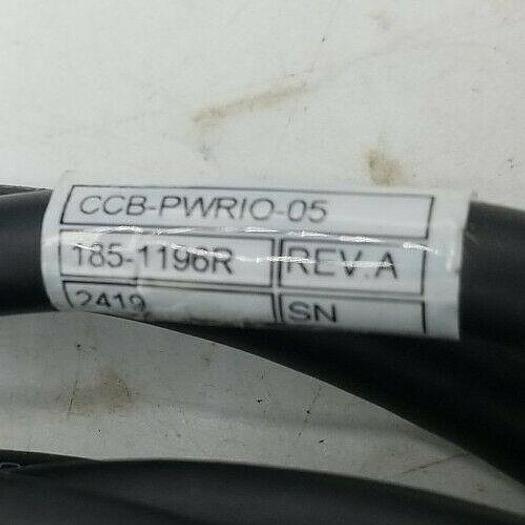 CCB-PWRIO-05
185-1196R REV.A
2419 SN